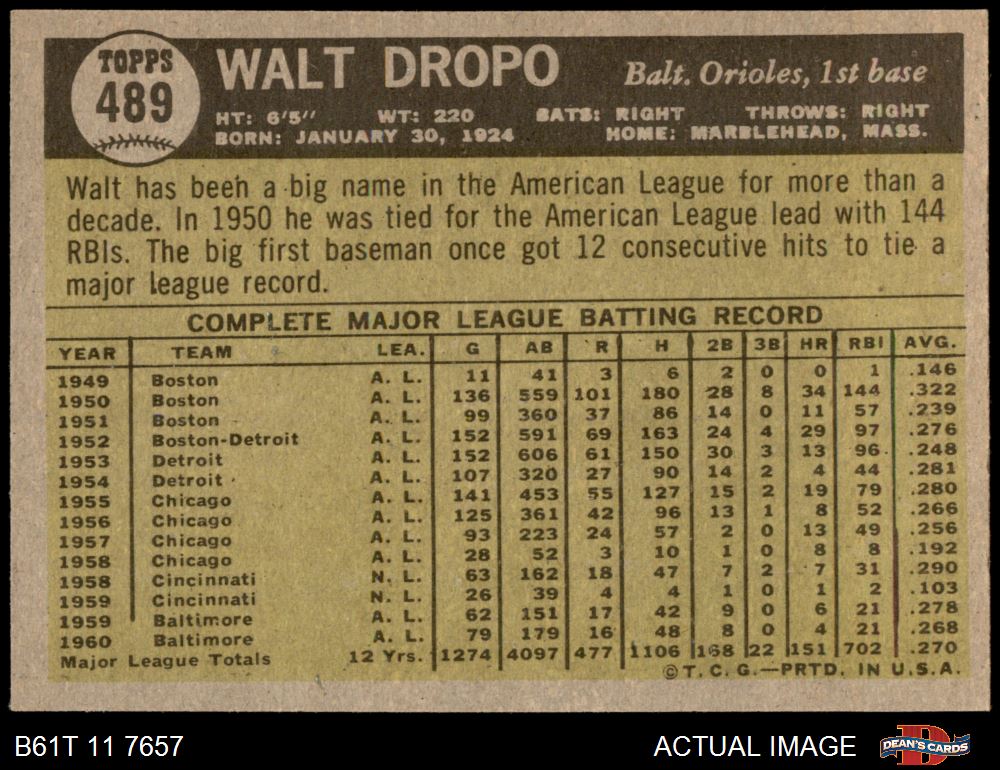 TOPPS
489
WALT DROPO Balt. Orioles, 1st base
HT: 6'5" WT: 220 BATS: RIGHT THROWS: RIGHT
BORN: JANUARY 30, 1924 HOME: MARBLEHEAD, MASS.
Walt has been a big name in the American League for more than a
decade. In 1950 he was tied for the American League lead with 144
RBIs. The big first baseman once got 12 consecutive hits to tie a
major league record.
COMPLETE MAJOR LEAGUE BATTING RECORD
YEAR TEAM LEA. G AB R H 2B 3B HR RBI AVG.
1949 Boston A. L. 11 41 3 6 2 0 0 1 .146
1950 Boston A. L. 136 559 101 180 28 8 34 144 .322
1951 Boston A. L. 99 360 37 86 14 0 11 57 .239
1952 Boston-Detroit A. L. 152 591 69 163 24 4 29 97 .276
1953 Detroit A. L. 152 606 61 150 30 3 13 96 .248
1954 Detroit A. L. 107 320 27 90 14 2 4 44 .281
1955 Chicago A. L. 141 453 55 127 15 2 19 79 .280
1956 Chicago A. L. 125 361 42 96 13 1 8 52 .266
1957 Chicago A. L. 93 223 24 57 2 0 13 49 .256
1958 Chicago A. L. 28 52 3 10 1 0 8 8 .192
1958 Cincinnati N. L. 63 162 18 47 7 2 7 31 .290
1959 Cincinnati N. L. 26 39 4 4 1 0 1 2 .103
1959 Baltimore A. L. 62 151 17 42 9 0 6 21 .278
1960 Baltimore A. L. 79 179 16 48 8 0 4 21 .268
Major League Totals 12 Yrs. 1274 4097 477 1106 168 22 151 702 .270
©T. C. G.—PRTD. IN U.S.A.
B61T 11 7657 ACTUAL IMAGE DEAN'S CARDS